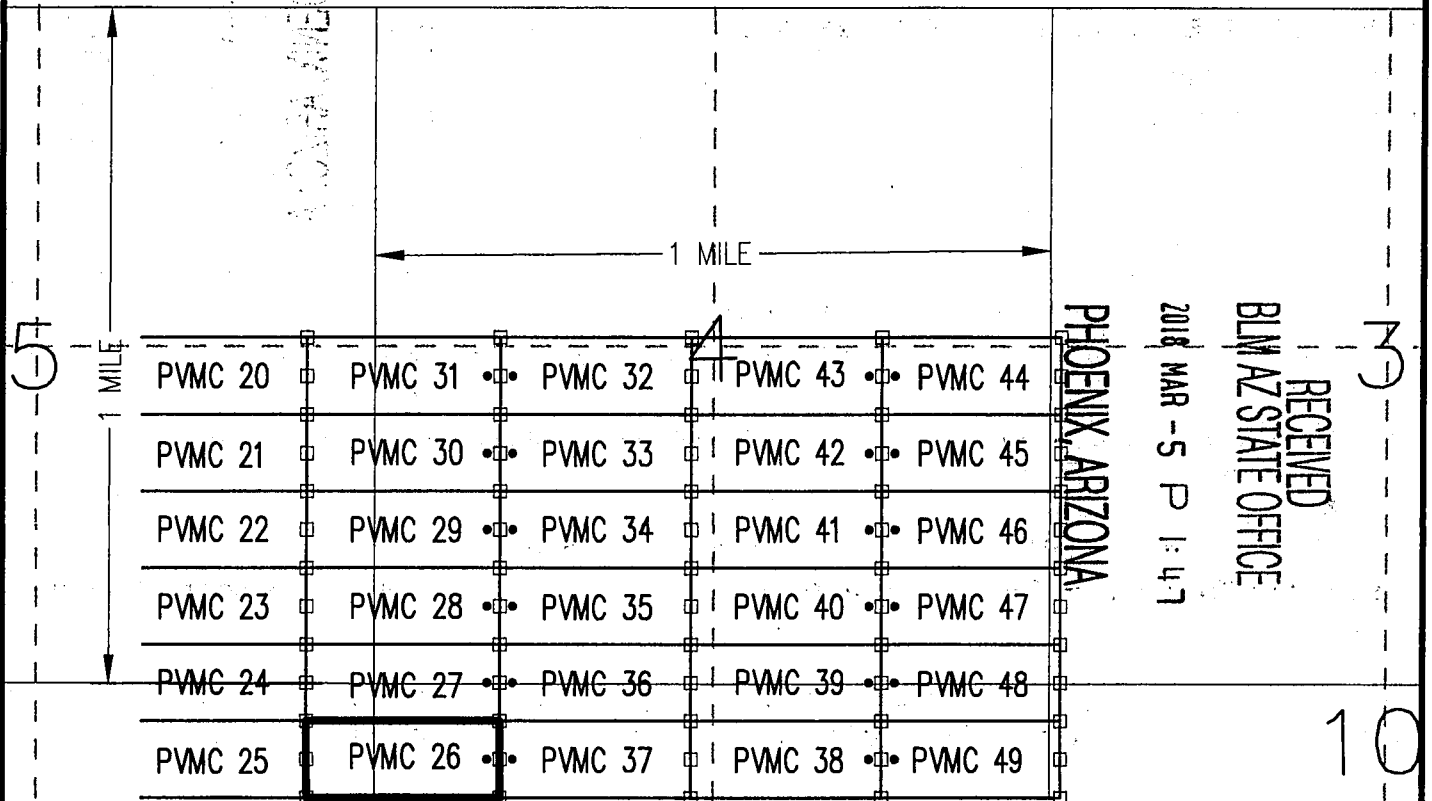 1 MILE
5
4
3
1 MILE
PVMC 20 PVMC 31 PVMC 32 PVMC 43 PVMC 44
PVMC 21 PVMC 30 PVMC 33 PVMC 42 PVMC 45
PVMC 22 PVMC 29 PVMC 34 PVMC 41 PVMC 46
PVMC 23 PVMC 28 PVMC 35 PVMC 40 PVMC 47
PVMC 24 PVMC 27 PVMC 36 PVMC 39 PVMC 48
PVMC 25 PVMC 26 PVMC 37 PVMC 38 PVMC 49
10
RECEIVED
BLM AZ STATE OFFICE
2018 MAR -5 P 1:47
PHOENIX, ARIZONA